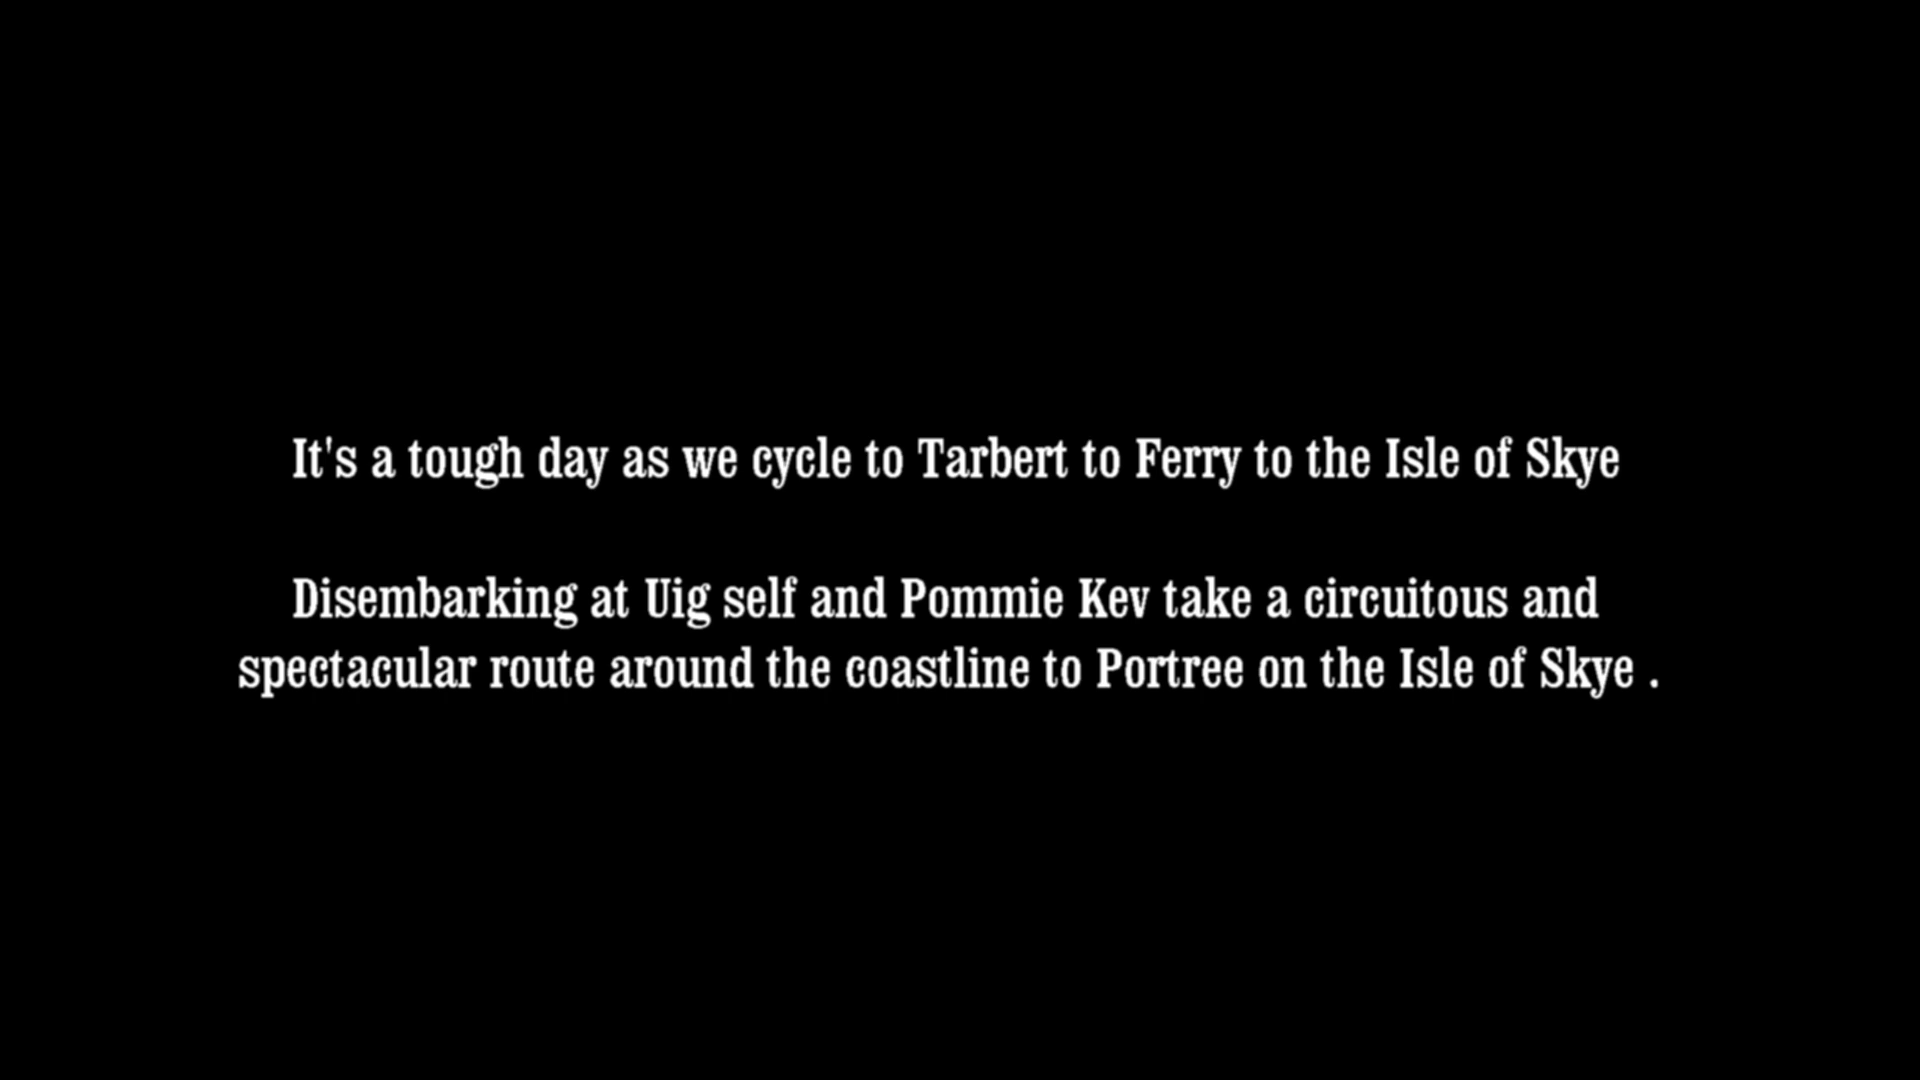 It's a tough day as we cycle to Tarbert to Ferry to the Isle of Skye
Disembarking at Uig self and Pommie Kev take a circuitous and
spectacular route around the coastline to Portree on the Isle of Skye .